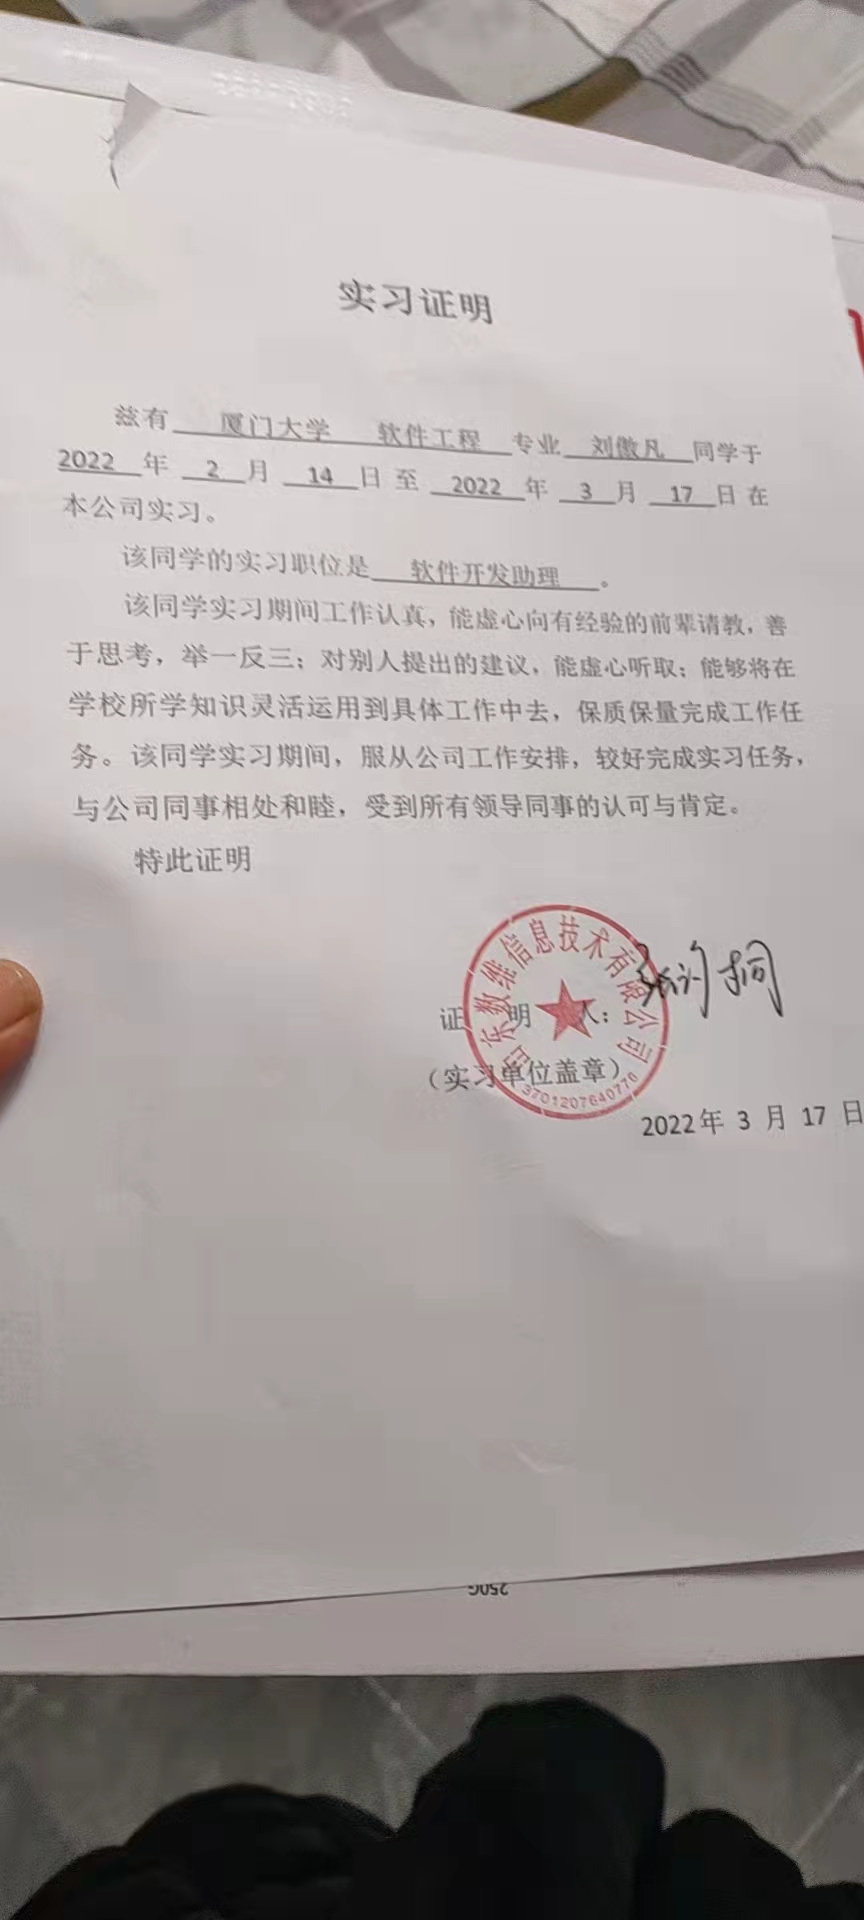 实习证明
兹有 厦门大学 软件工程 专业 刘傲凡 同学于
2022 年 2 月 14 日 至 2022 年 3 月 17 日 在
本公司实习。
该同学的实习职位是 软件开发助理 。
该同学实习期间工作认真，能虚心向有经验的前辈请教，善
于思考，举一反三；对别人提出的建议，能虚心听取；能够将在
学校所学知识灵活运用到具体工作中去，保质保量完成工作任
务。该同学实习期间，服从公司工作安排，较好完成实习任务，
与公司同事相处和睦，受到所有领导同事的认可与肯定。
特此证明
证 明 人：
东数维信息技术有限公司
（实习单位盖章）
3701207640776
2022年 3 月 17 日
250G